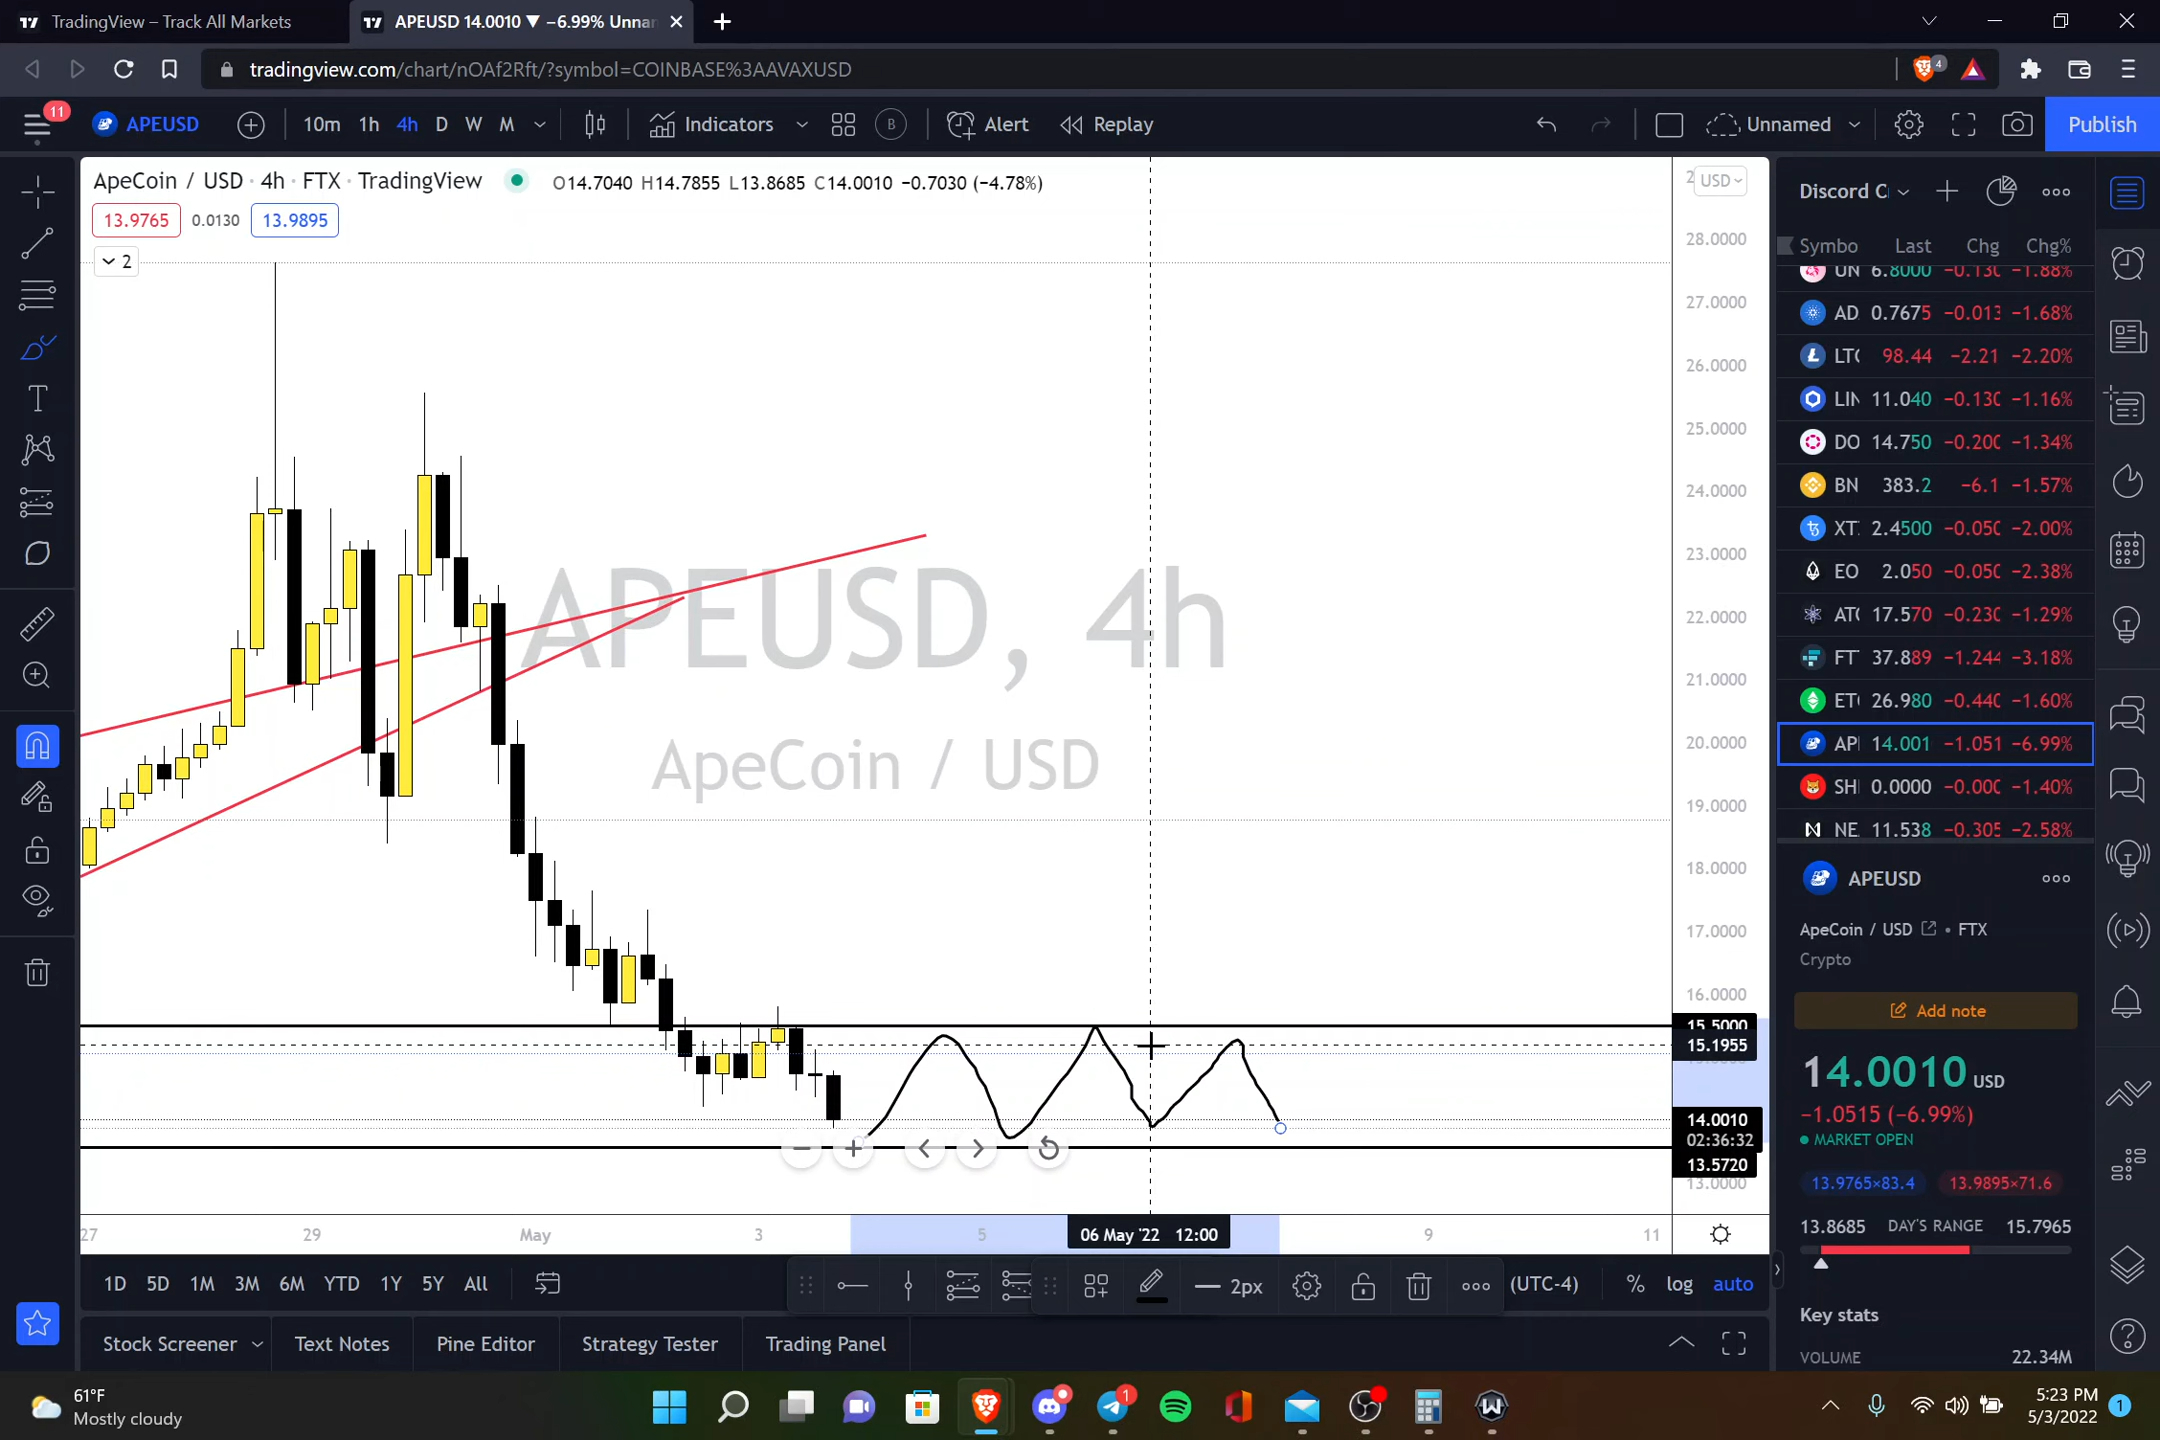 TradingView – Track All Markets
APEUSD 14.0010 ▼ −6.99% Unnar
tradingview.com/chart/nOAf2Rft/?symbol=COINBASE%3AAVAXUSD
4
11
APEUSD
10m 1h 4h D W M
Indicators
B
Alert
Replay
Unnamed
Publish
ApeCoin / USD · 4h · FTX · TradingView
O14.7040 H14.7855 L13.8685 C14.0010 −0.7030 (−4.78%)
13.9765 0.0130 13.9895
2
APEUSD, 4h
ApeCoin / USD
USD
28.0000
27.0000
26.0000
25.0000
24.0000
23.0000
22.0000
21.0000
20.0000
19.0000
18.0000
17.0000
16.0000
15.5000
15.1955
14.0010
02:36:32
13.5720
13.0000
27 29 May 3 5 06 May '22 12:00 9 11
1D 5D 1M 3M 6M YTD 1Y 5Y All
2px
(UTC-4) % log auto
Stock Screener Text Notes Pine Editor Strategy Tester Trading Panel
Discord C
Symbo Last Chg Chg%
UN 6.8000 −0.130 −1.88%
AD 0.7675 −0.013 −1.68%
LT 98.44 −2.21 −2.20%
LIN 11.040 −0.130 −1.16%
DO 14.750 −0.200 −1.34%
BN 383.2 −6.1 −1.57%
XT 2.4500 −0.050 −2.00%
EO 2.050 −0.050 −2.38%
AT 17.570 −0.230 −1.29%
FT 37.889 −1.244 −3.18%
ET 26.980 −0.440 −1.60%
AP 14.001 −1.051 −6.99%
SH 0.0000 −0.000 −1.40%
NE 11.538 −0.305 −2.58%
APEUSD
ApeCoin / USD • FTX
Crypto
Add note
14.0010 USD
−1.0515 (−6.99%)
MARKET OPEN
13.9765×83.4 13.9895×71.6
13.8685 DAY'S RANGE 15.7965
Key stats
VOLUME 22.34M
61°F
Mostly cloudy
1
5:23 PM
5/3/2022
1